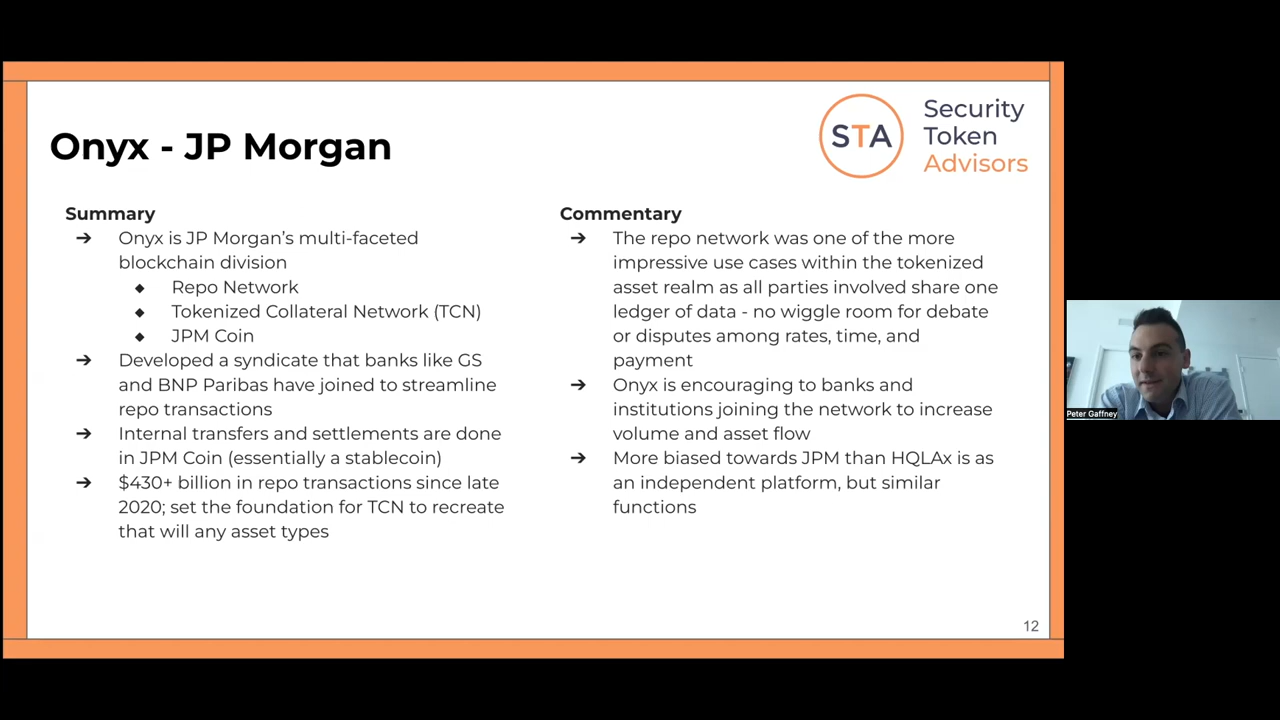 Onyx - JP Morgan
STA
Security
Token
Advisors
Summary
➔ Onyx is JP Morgan’s multi-faceted
blockchain division
◆ Repo Network
◆ Tokenized Collateral Network (TCN)
◆ JPM Coin
➔ Developed a syndicate that banks like GS
and BNP Paribas have joined to streamline
repo transactions
➔ Internal transfers and settlements are done
in JPM Coin (essentially a stablecoin)
➔ $430+ billion in repo transactions since late
2020; set the foundation for TCN to recreate
that will any asset types
Commentary
➔ The repo network was one of the more
impressive use cases within the tokenized
asset realm as all parties involved share one
ledger of data - no wiggle room for debate
or disputes among rates, time, and
payment
➔ Onyx is encouraging to banks and
institutions joining the network to increase
volume and asset flow
➔ More biased towards JPM than HQLAx is as
an independent platform, but similar
functions
12
Peter Gaffney